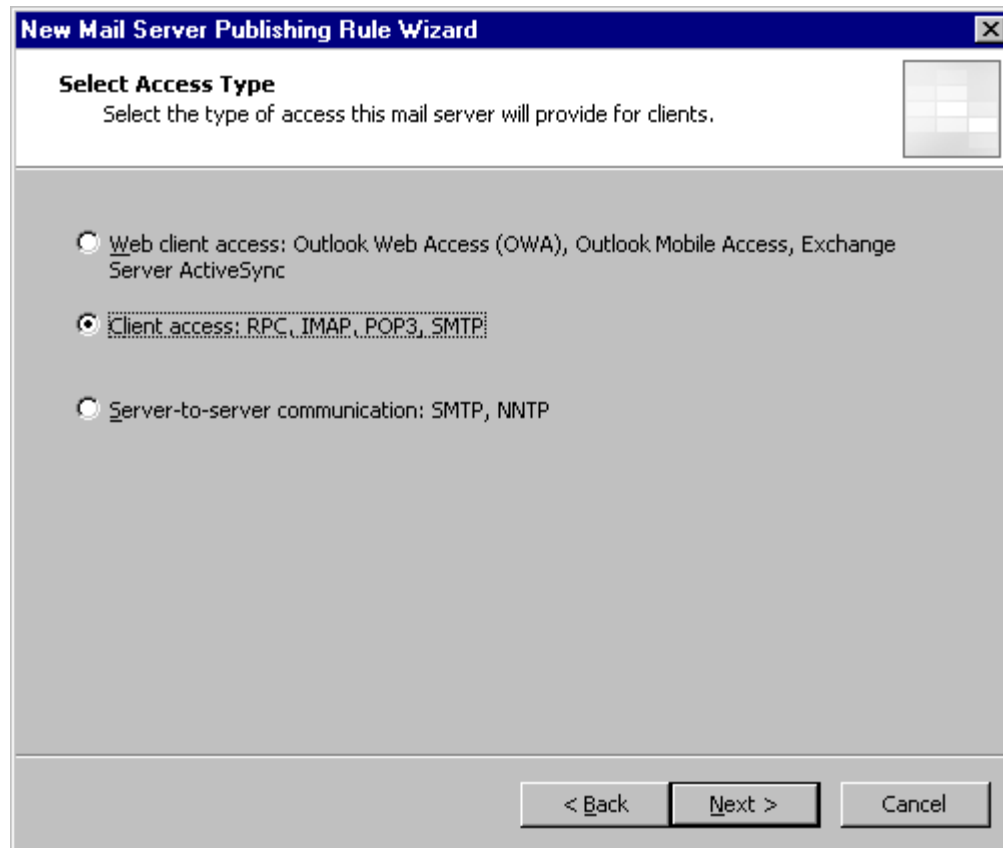 New Mail Server Publishing Rule Wizard
Select Access Type
Select the type of access this mail server will provide for clients.
Web client access: Outlook Web Access (OWA), Outlook Mobile Access, Exchange
Server ActiveSync
Client access: RPC, IMAP, POP3, SMTP
Server-to-server communication: SMTP, NNTP
< Back Next > Cancel